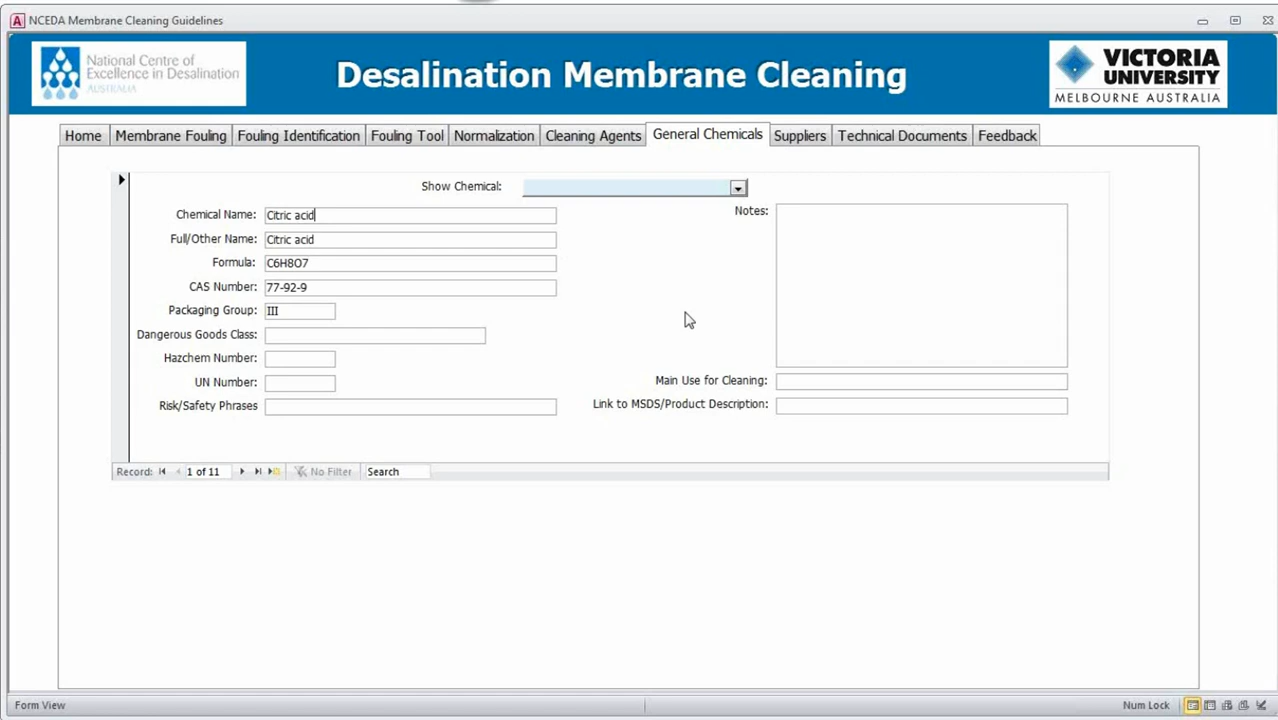 NCEDA Membrane Cleaning Guidelines
National Centre of
Excellence in Desalination
AUSTRALIA
Desalination Membrane Cleaning
VICTORIA
UNIVERSITY
MELBOURNE AUSTRALIA
Home Membrane Fouling Fouling Identification Fouling Tool Normalization Cleaning Agents General Chemicals Suppliers Technical Documents Feedback
Show Chemical:
Chemical Name: Citric acid
Notes:
Full/Other Name: Citric acid
Formula: C6H8O7
CAS Number: 77-92-9
Packaging Group: III
Dangerous Goods Class:
Hazchem Number:
UN Number:
Main Use for Cleaning:
Risk/Safety Phrases
Link to MSDS/Product Description:
Record: 1 of 11 No Filter Search
Form View Num Lock